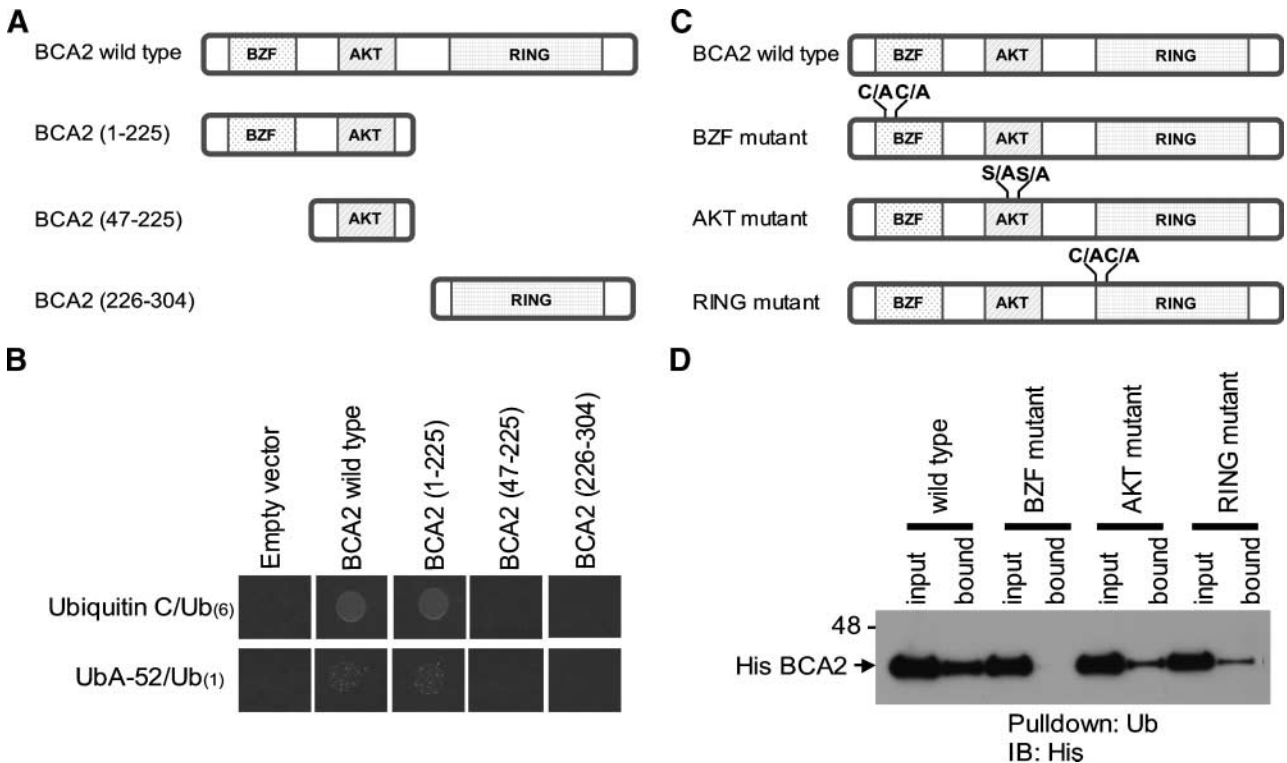 A
BCA2 wild type
BZF AKT RING
BCA2 (1-225)
BZF AKT
BCA2 (47-225)
AKT
BCA2 (226-304)
RING
B
Empty vector
BCA2 wild type
BCA2 (1-225)
BCA2 (47-225)
BCA2 (226-304)
Ubiquitin C/Ub(6)
UbA-52/Ub(1)
C
BCA2 wild type
BZF AKT RING
C/A C/A
BZF mutant
BZF AKT RING
S/A S/A
AKT mutant
BZF AKT RING
C/A C/A
RING mutant
BZF AKT RING
D
wild type
BZF mutant
AKT mutant
RING mutant
input bound input bound input bound input bound
48 -
His BCA2
Pulldown: Ub
IB: His